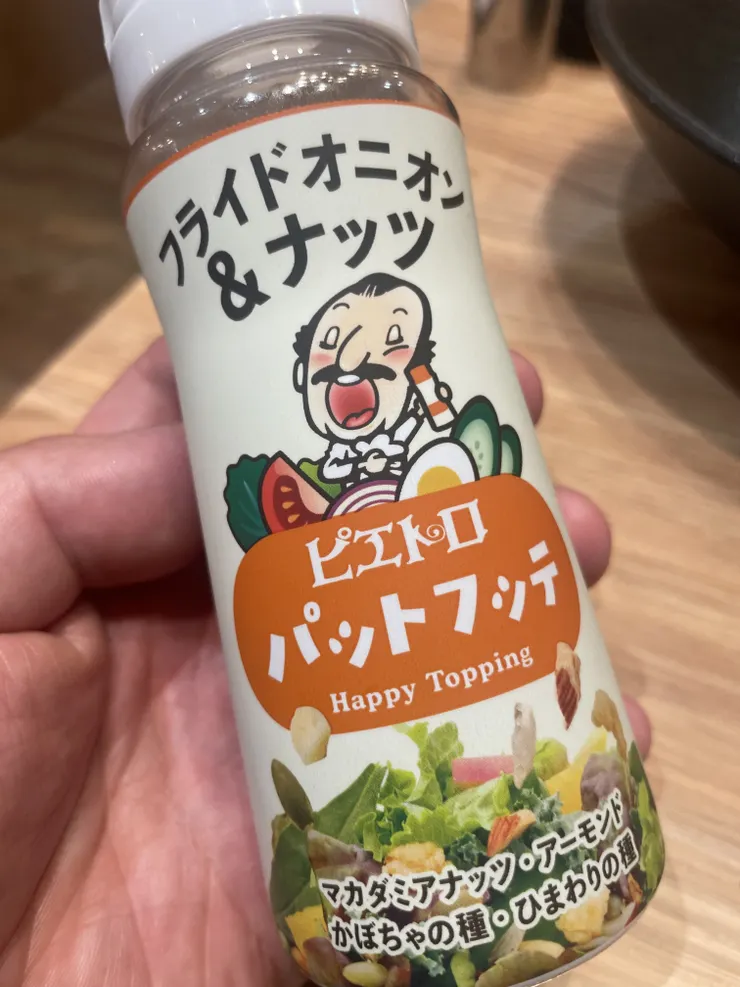 フライドオニオン
&ナッツ
ピエトロ
パットフッテ
Happy Topping
マカダミアナッツ・アーモンド
かぼちゃの種・ひまわりの種